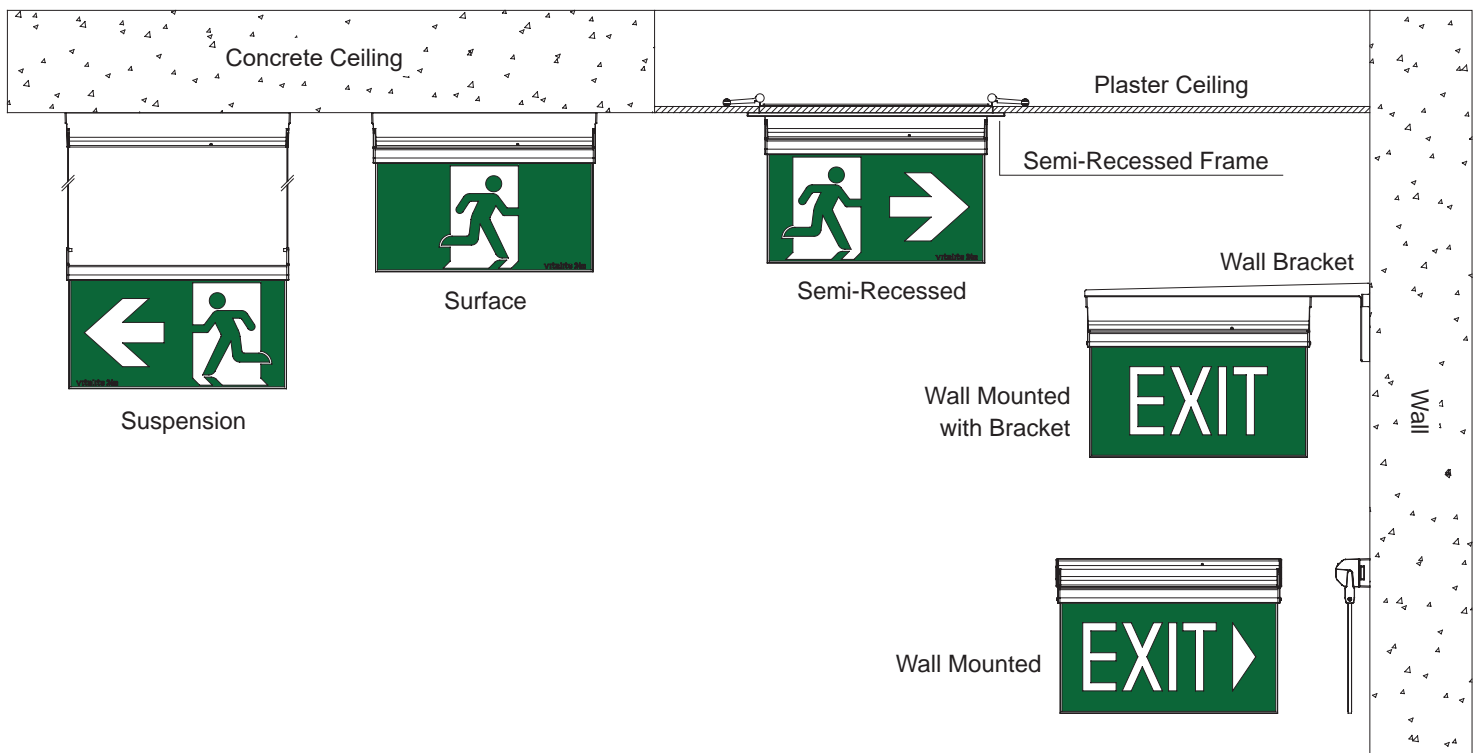 Concrete Ceiling
Plaster Ceiling
Semi-Recessed Frame
Wall Bracket
Semi-Recessed
Surface
Suspension
Wall Mounted
with Bracket
EXIT
Wall
Wall Mounted
EXIT